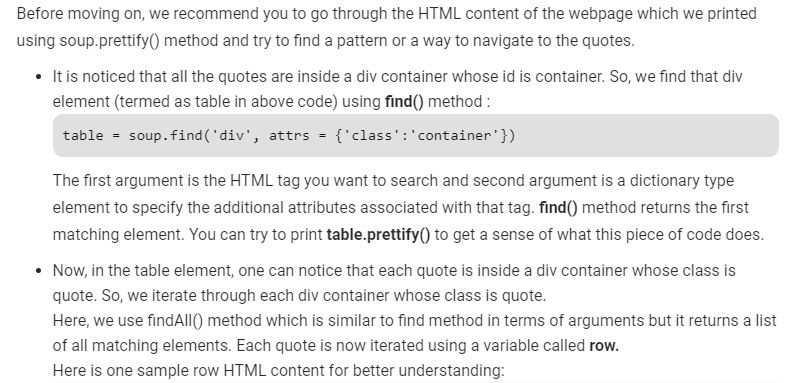 Before moving on, we recommend you to go through the HTML content of the webpage which we printed
using soup.prettify() method and try to find a pattern or a way to navigate to the quotes.
• It is noticed that all the quotes are inside a div container whose id is container. So, we find that div
element (termed as table in above code) using find() method :
table = soup.find('div', attrs = {'class':'container'})
The first argument is the HTML tag you want to search and second argument is a dictionary type
element to specify the additional attributes associated with that tag. find() method returns the first
matching element. You can try to print table.prettify() to get a sense of what this piece of code does.
• Now, in the table element, one can notice that each quote is inside a div container whose class is
quote. So, we iterate through each div container whose class is quote.
Here, we use findAll() method which is similar to find method in terms of arguments but it returns a list
of all matching elements. Each quote is now iterated using a variable called row.
Here is one sample row HTML content for better understanding: